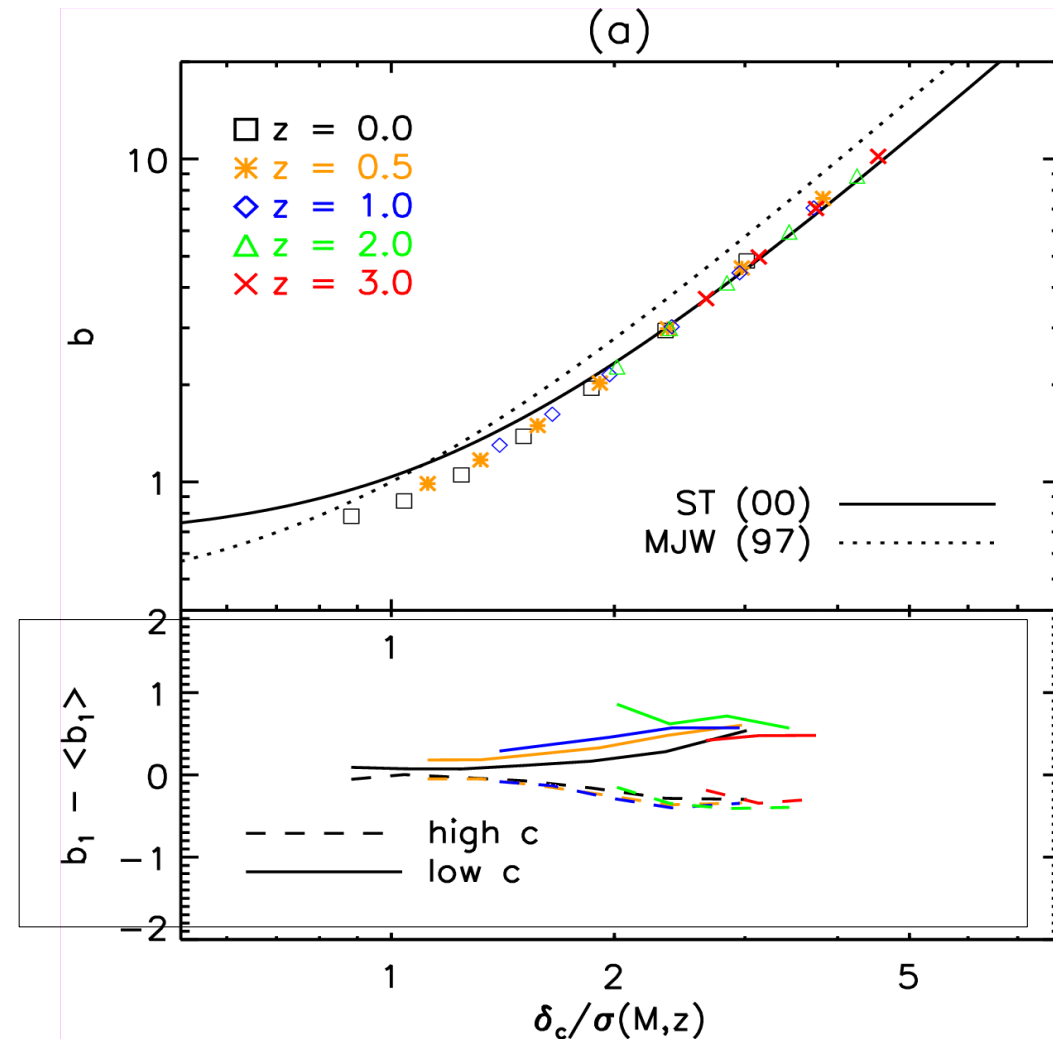 (a)
10
1
b
z = 0.0
z = 0.5
z = 1.0
z = 2.0
z = 3.0
ST (00)
MJW (97)
2
1
0
−1
−2
b₁ − <b₁>
1
high c
low c
1 2 5
δ_c/σ(M,z)